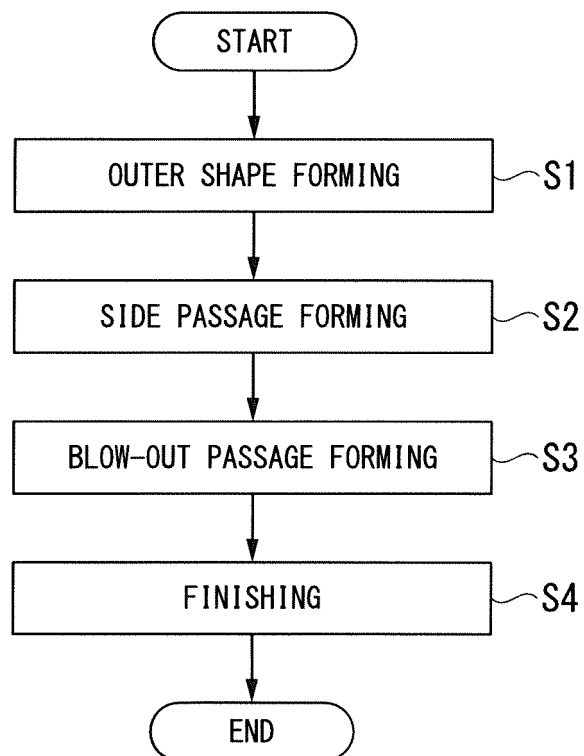 START
OUTER SHAPE FORMING
S1
SIDE PASSAGE FORMING
S2
BLOW-OUT PASSAGE FORMING
S3
FINISHING
S4
END